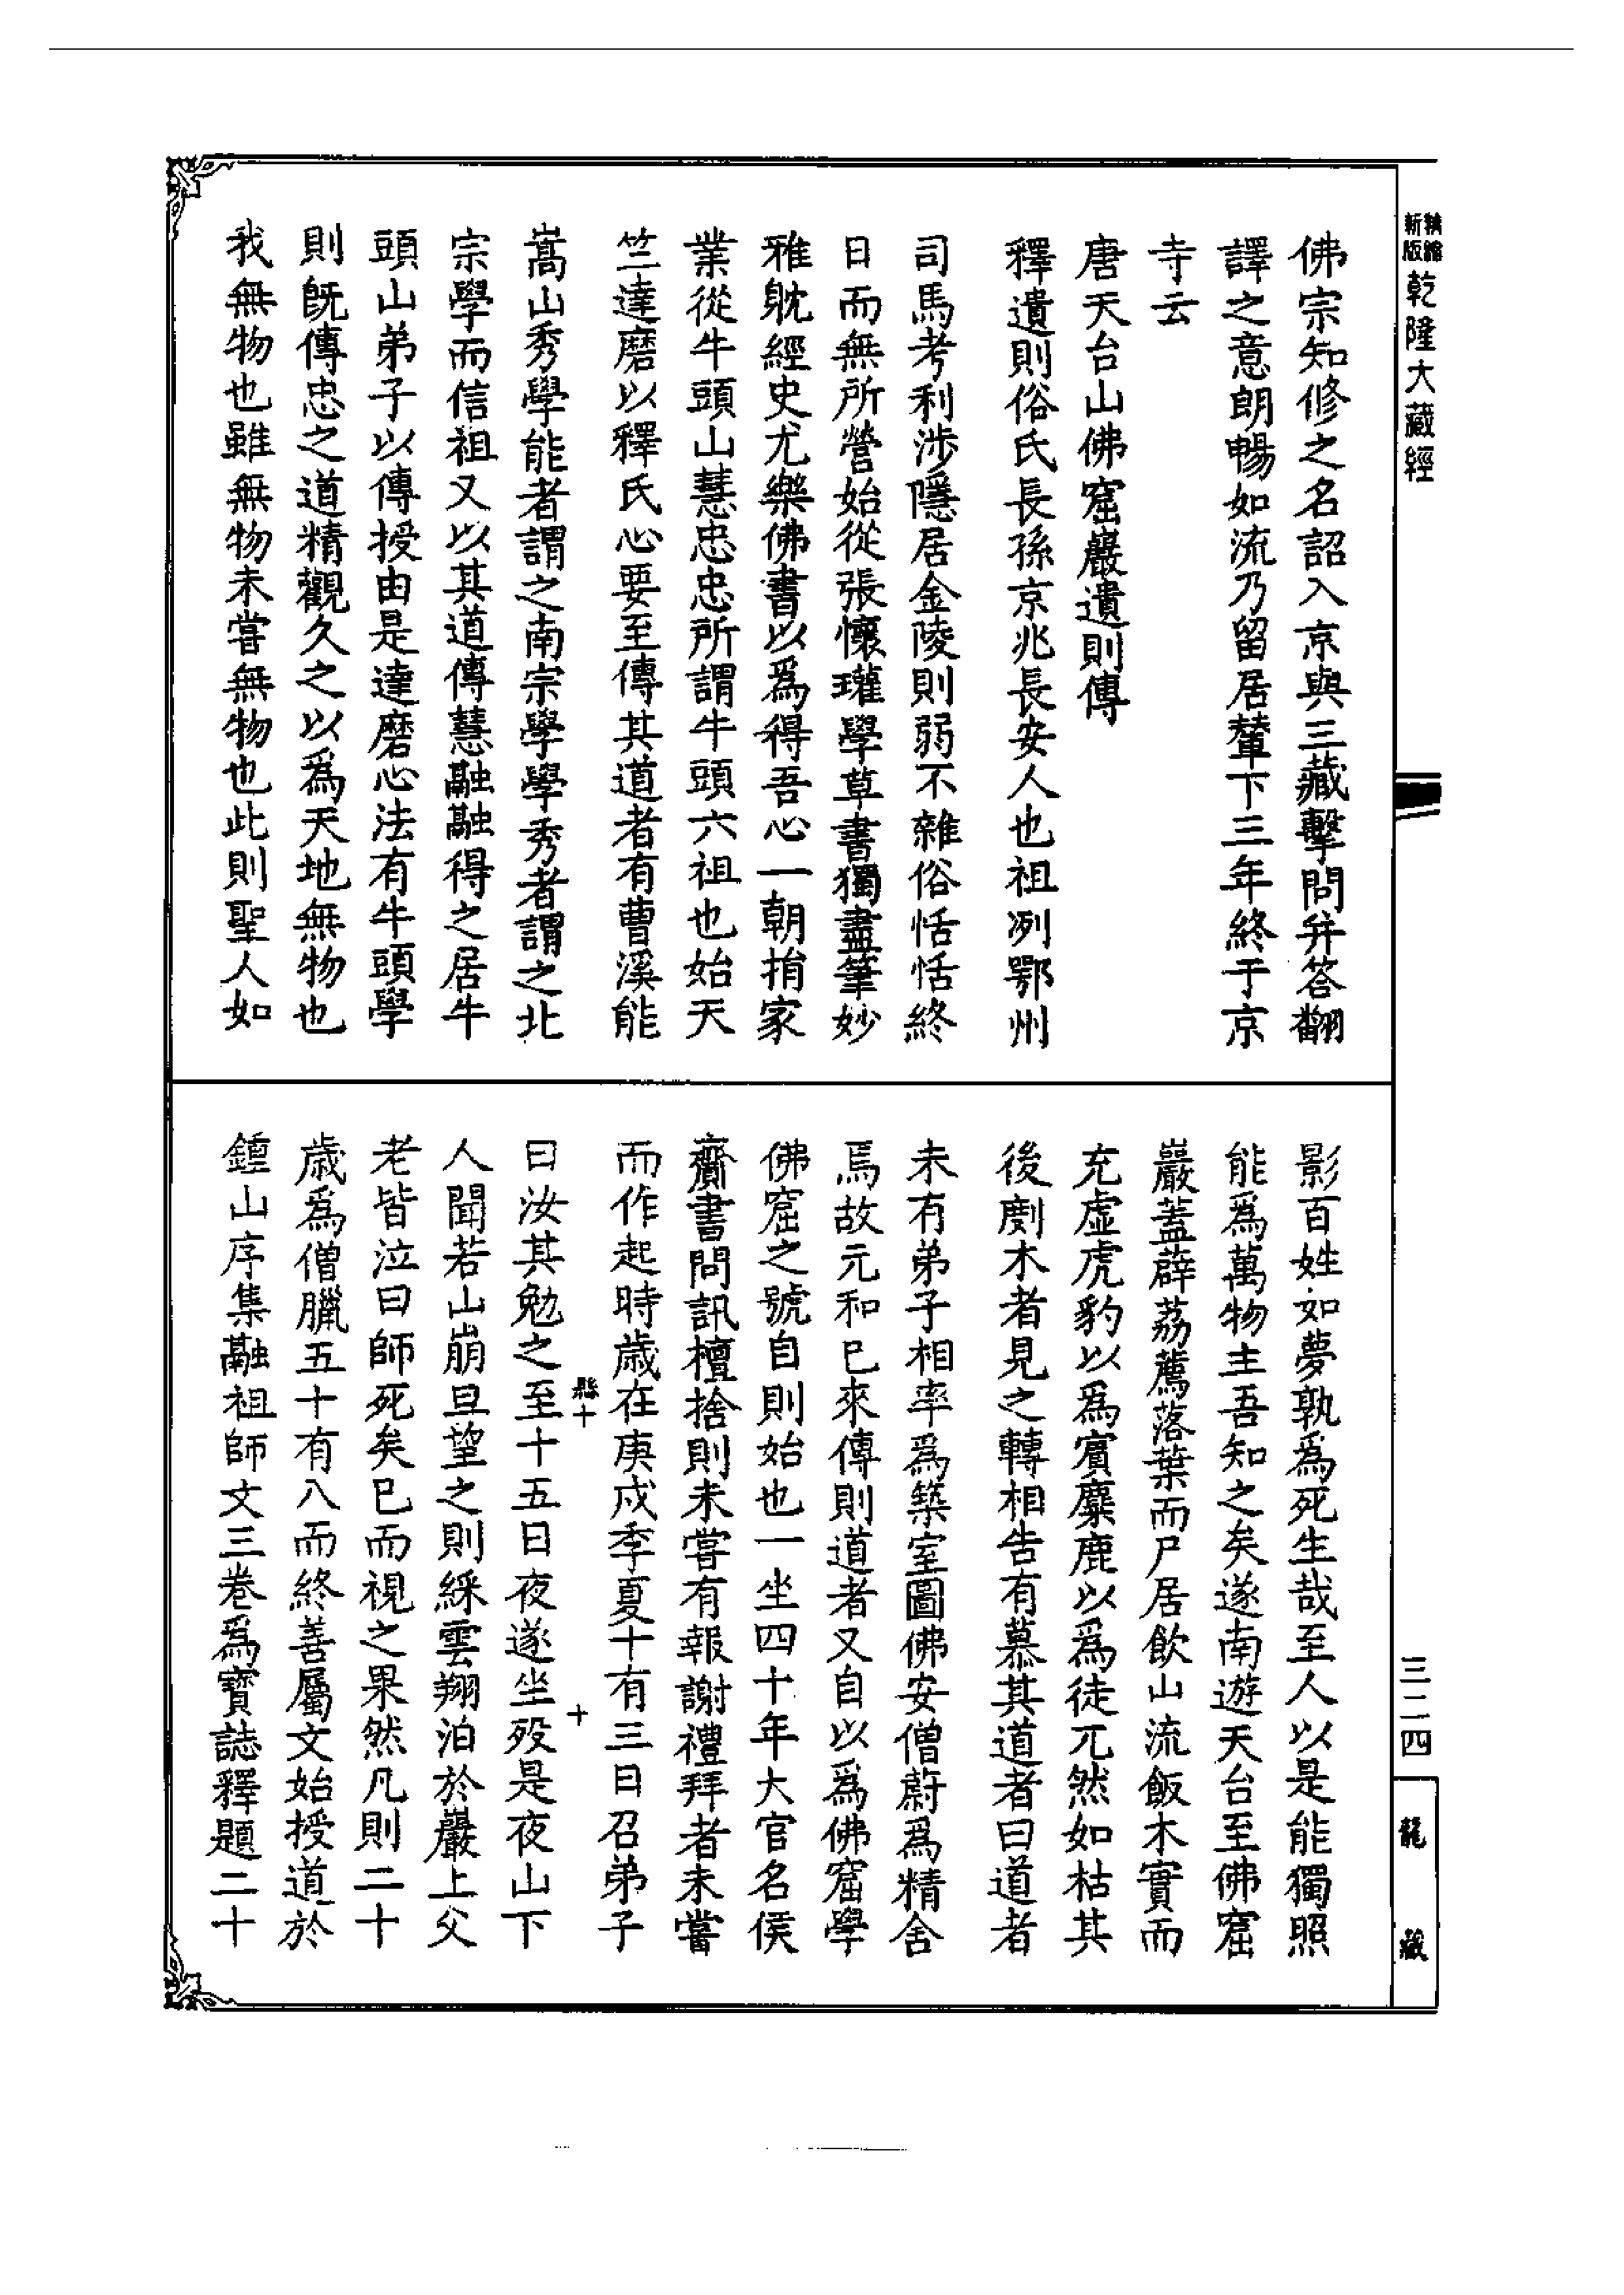 精縮
新版
乾隆大藏經
佛宗知修之名詔入京與三藏擊問并答翻
譯之意朗暢如流乃留居輦下三年終于京
寺云
唐天台山佛窟巖遺則傳
釋遺則俗氏長孫京兆長安人也祖冽鄂州
司馬考利涉隱居金陵則弱不雜俗恬恬終
日而無所營始從張懷瓘學草書獨盡筆妙
雅躭經史尤樂佛書以爲得吾心一朝捐家
業從牛頭山慧忠忠所謂牛頭六祖也始天
竺達磨以釋氏心要至傳其道者有曹溪能
嵩山秀學能者謂之南宗學學秀者謂之北
宗學而信祖又以其道傳慧融融得之居牛
頭山弟子以傳授由是達磨心法有牛頭學
則旣傳忠之道精觀久之以爲天地無物也
我無物也雖無物未嘗無物也此則聖人如
影百姓如夢孰爲死生哉至人以是能獨照
能爲萬物主吾知之矣遂南遊天台至佛窟
巖蓋薜荔薦落葉而尸居飲山流飯木實而
充虛虎豹以爲賓麋鹿以爲徒兀然如枯其
後剫木者見之轉相告有慕其道者曰道者
未有弟子相率爲築室圖佛安僧蔚爲精舍
焉故元和已來傳則道者又自以爲佛窟學
佛窟之號自則始也一坐四十年大官名侯
齎書問訊檀捨則未嘗有報謝禮拜者未嘗
而作起時歲在庚戌季夏十有三日召弟子
曰汝其勉之至十五日夜遂坐歿是夜山下
人聞若山崩旦望之則綵雲翔泊於巖上父
老皆泣曰師死矣已而視之果然凡則二十
歲爲僧臘五十有八而終善屬文始授道於
鍾山序集融祖師文三卷爲寶誌釋題二十
縣十
十
三二四
龍藏